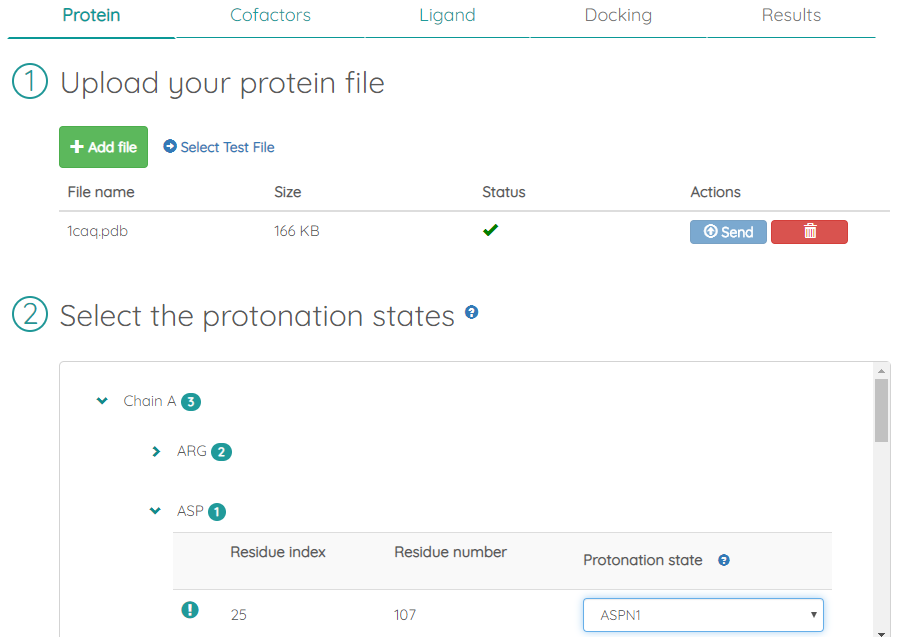 Protein Cofactors Ligand Docking Results
1 Upload your protein file
+ Add file Select Test File
File name Size Status Actions
1caq.pdb 166 KB Send
2 Select the protonation states ?
Chain A 3
ARG 2
ASP 1
Residue index Residue number Protonation state ?
! 25 107 ASPN1